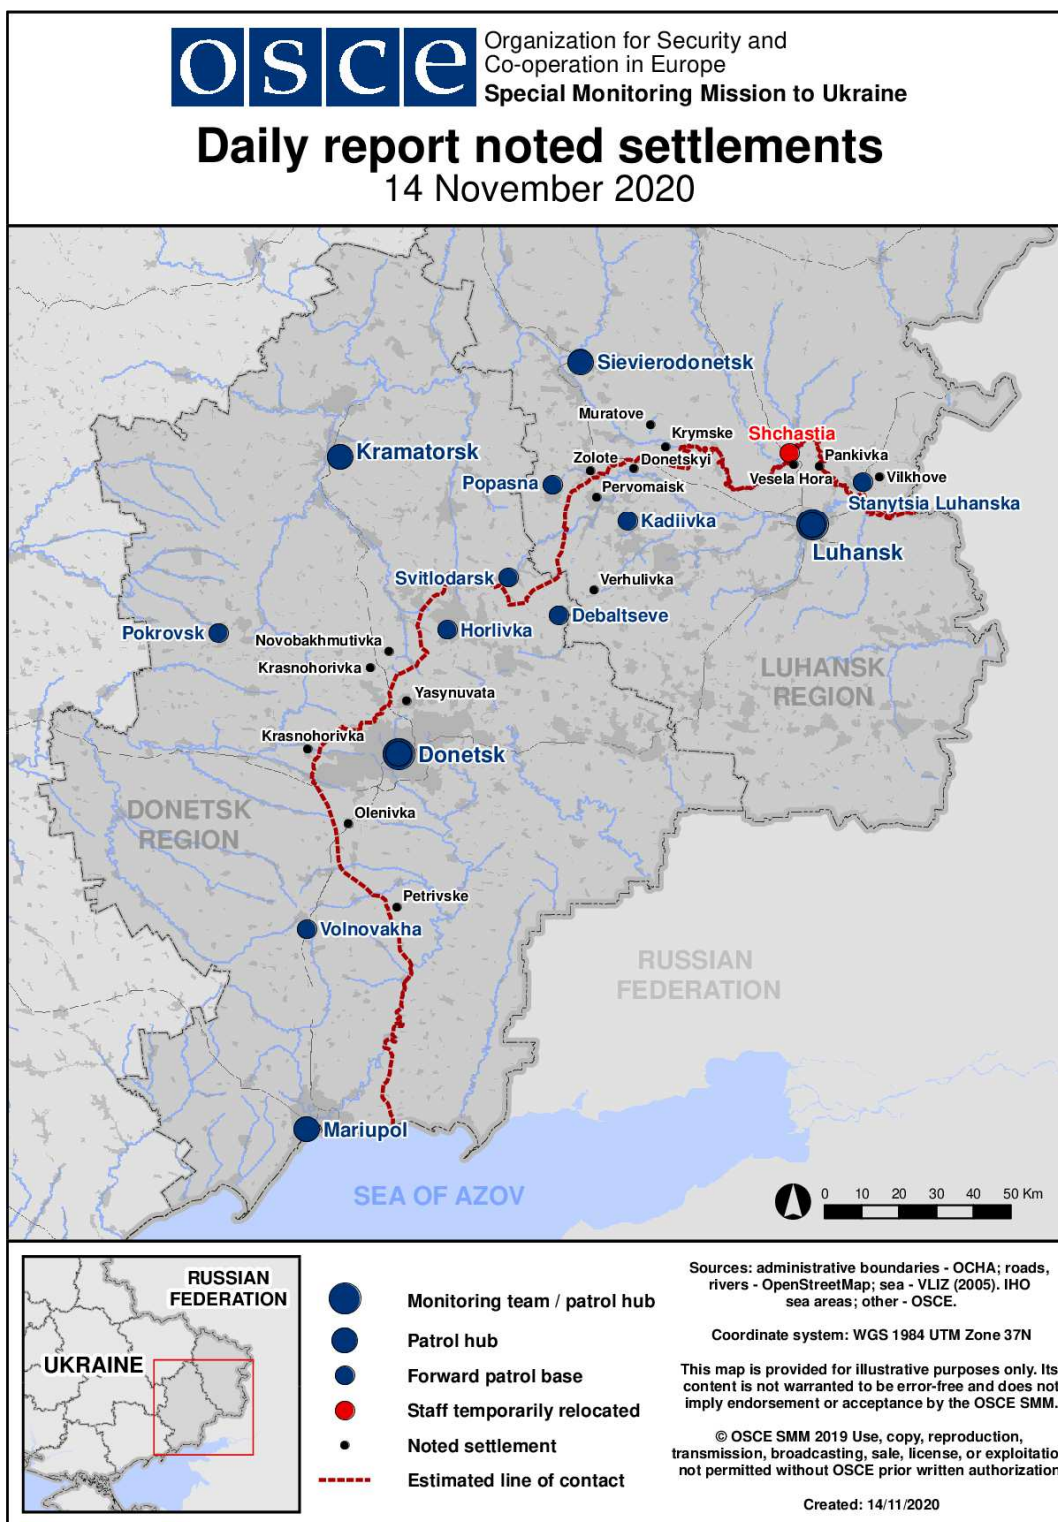 osce
Organization for Security and
Co-operation in Europe
Special Monitoring Mission to Ukraine
Daily report noted settlements
14 November 2020
Sievierodonetsk
Muratove
Krymske
Shchastia
Kramatorsk
Zolote
Donetskyi
Pankivka
Popasna
Vesela Hora
Vilkhove
Pervomaisk
Stanytsia Luhanska
Kadiivka
Luhansk
Svitlodarsk
Verhulivka
Debaltseve
Pokrovsk
Horlivka
Novobakhmutivka
Krasnohorivka
LUHANSK
REGION
Yasynuvata
Krasnohorivka
Donetsk
DONETSK
REGION
Olenivka
Petrivske
Volnovakha
RUSSIAN
FEDERATION
Mariupol
SEA OF AZOV
0 10 20 30 40 50 Km
RUSSIAN
FEDERATION
UKRAINE
Monitoring team / patrol hub
Patrol hub
Forward patrol base
Staff temporarily relocated
Noted settlement
Estimated line of contact
Sources: administrative boundaries - OCHA; roads,
rivers - OpenStreetMap; sea - VLIZ (2005). IHO
sea areas; other - OSCE.
Coordinate system: WGS 1984 UTM Zone 37N
This map is provided for illustrative purposes only. Its
content is not warranted to be error-free and does not
imply endorsement or acceptance by the OSCE SMM.
© OSCE SMM 2019 Use, copy, reproduction,
transmission, broadcasting, sale, license, or exploitatio
not permitted without OSCE prior written authorization
Created: 14/11/2020